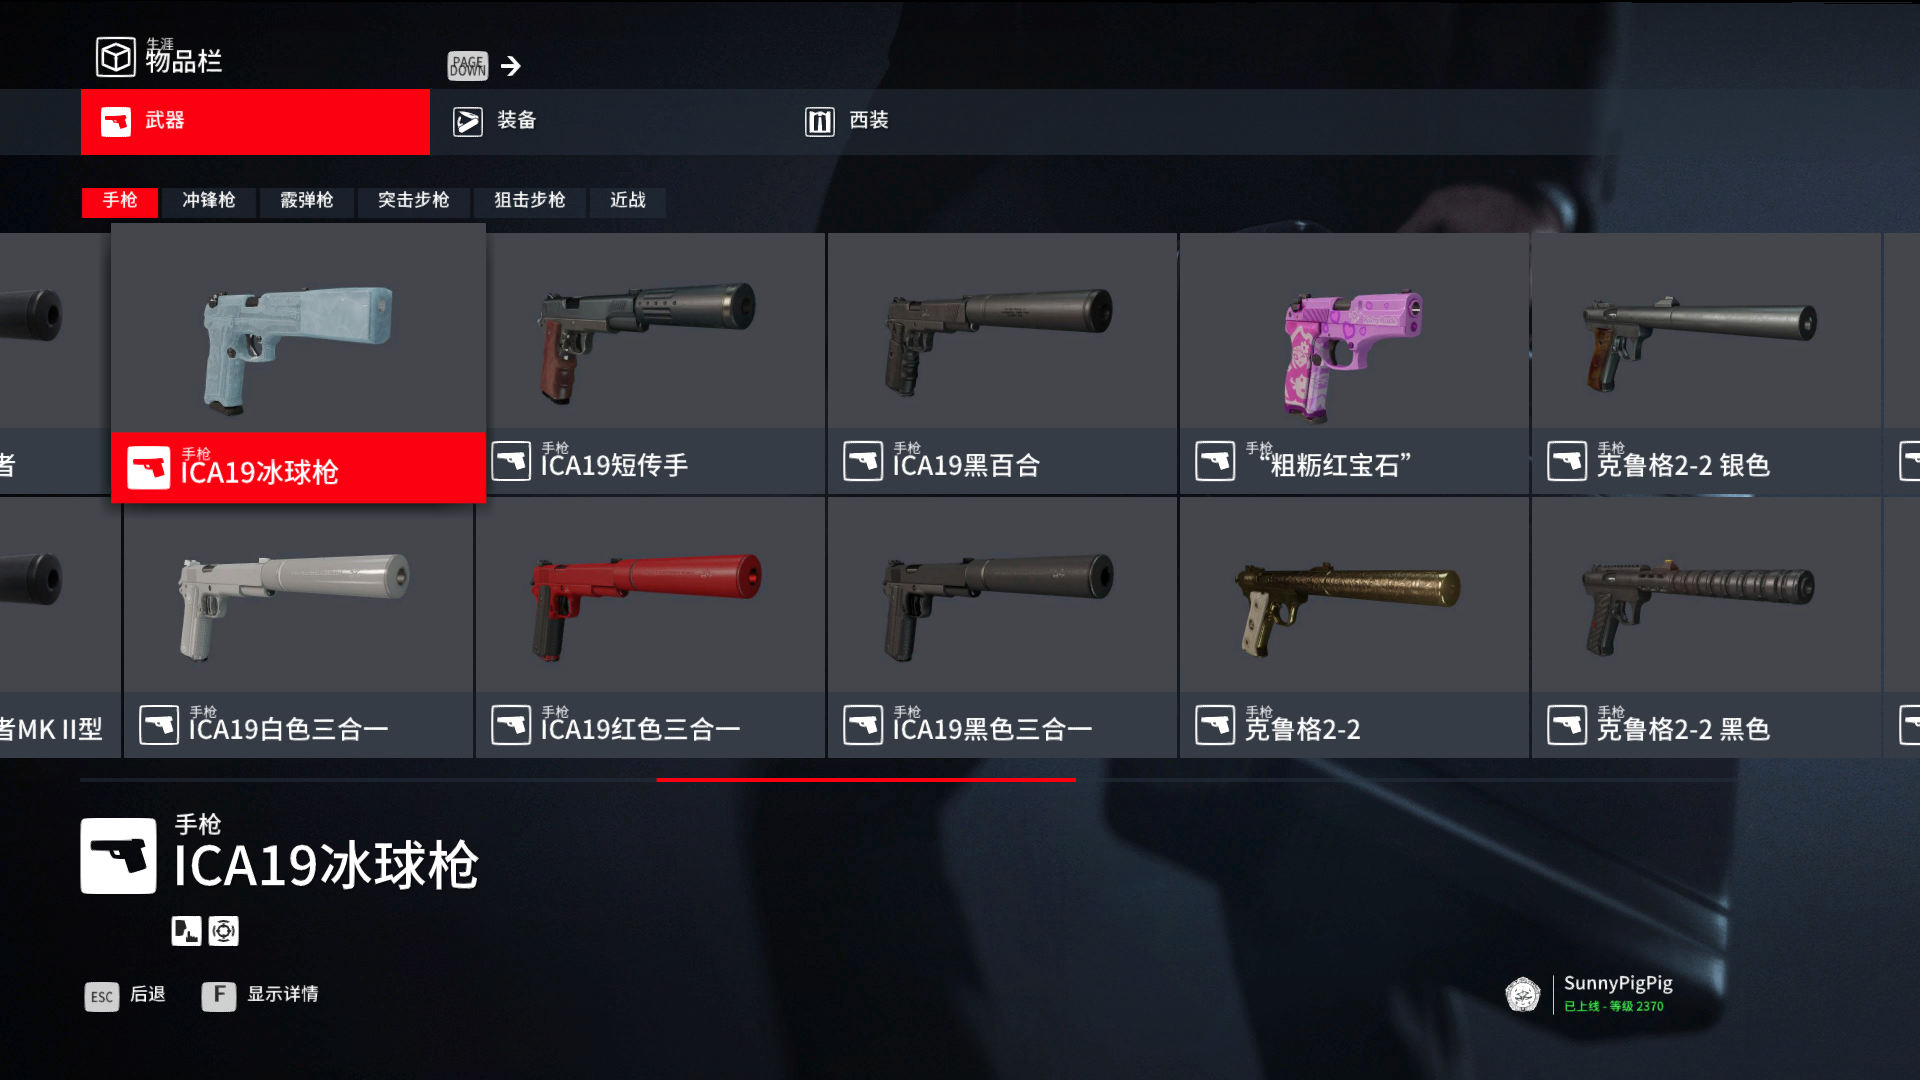 生涯
物品栏
PAGE DOWN
武器
装备
西装
手枪
冲锋枪
霰弹枪
突击步枪
狙击步枪
近战
者
手枪
ICA19冰球枪
手枪
ICA19短传手
手枪
ICA19黑百合
手枪
“粗粝红宝石”
手枪
克鲁格2-2 银色
者MK II型
手枪
ICA19白色三合一
手枪
ICA19红色三合一
手枪
ICA19黑色三合一
手枪
克鲁格2-2
手枪
克鲁格2-2 黑色
手枪
ICA19冰球枪
ESC 后退
F 显示详情
SunnyPigPig
已上线 - 等级 2370